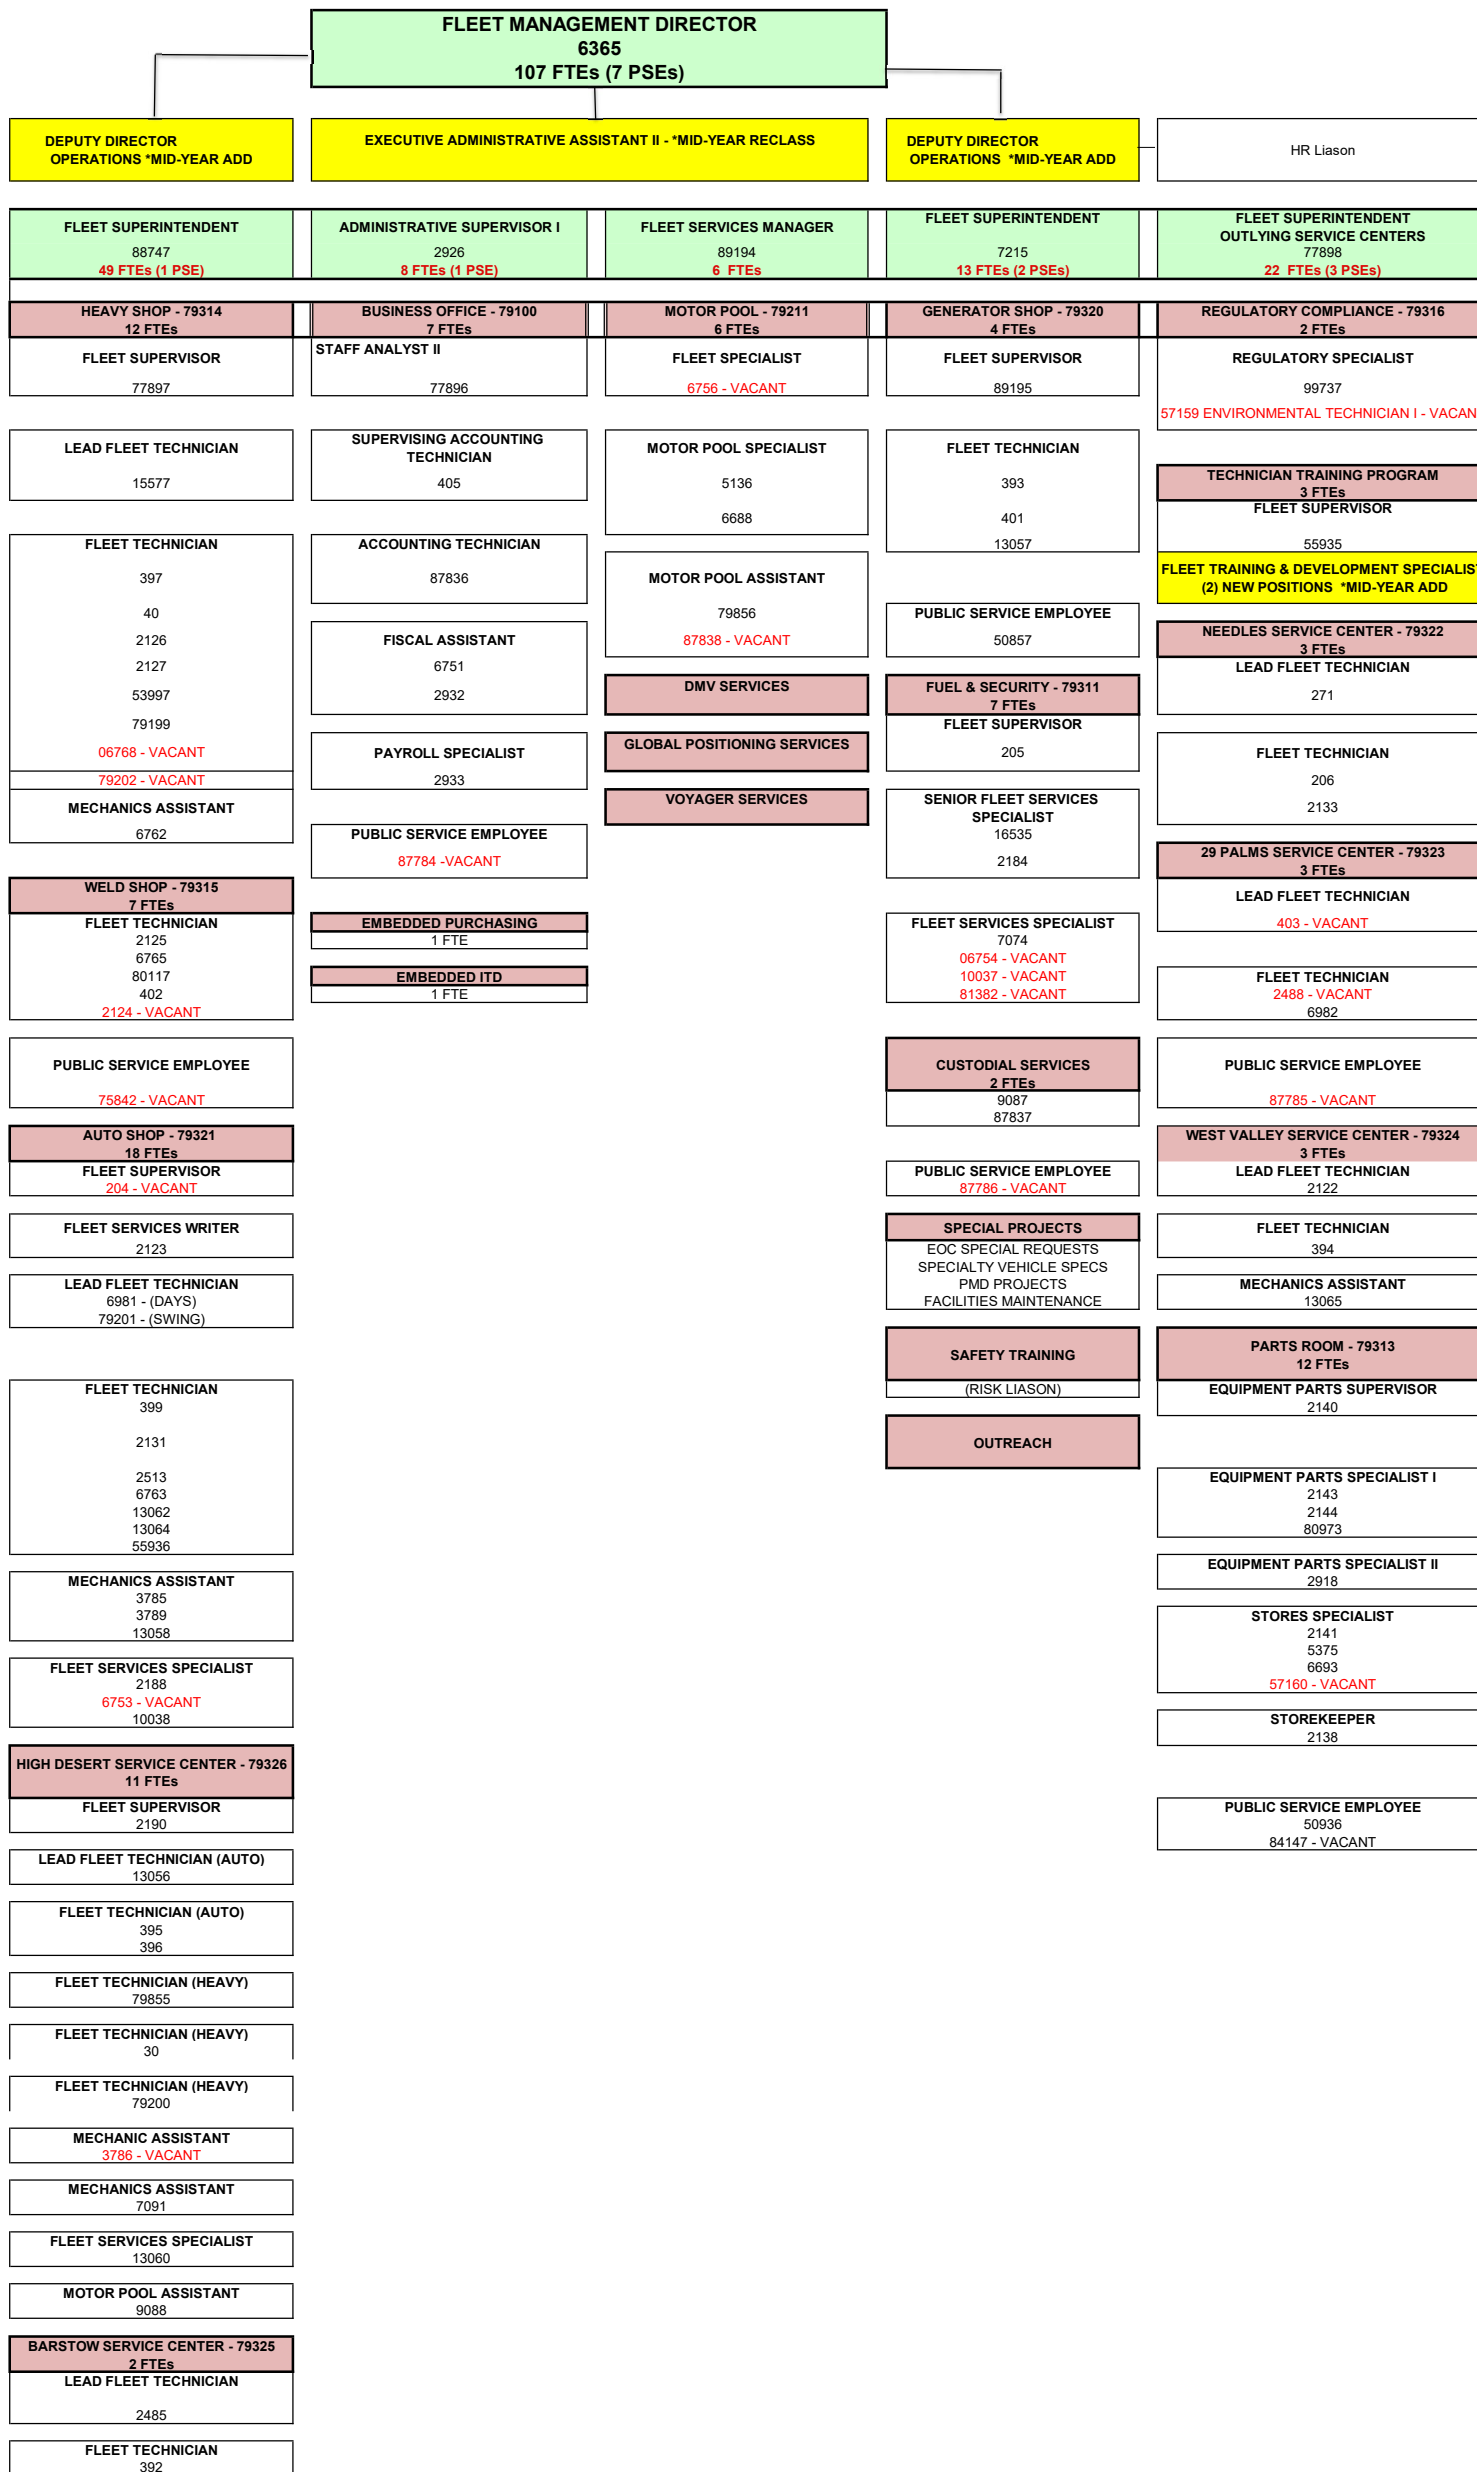 FLEET MANAGEMENT DIRECTOR
6365
107 FTEs (7 PSEs)
DEPUTY DIRECTOR
OPERATIONS *MID-YEAR ADD
EXECUTIVE ADMINISTRATIVE ASSISTANT II - *MID-YEAR RECLASS
DEPUTY DIRECTOR
OPERATIONS *MID-YEAR ADD
HR Liason
FLEET SUPERINTENDENT
88747
49 FTEs (1 PSE)
ADMINISTRATIVE SUPERVISOR I
2926
8 FTEs (1 PSE)
FLEET SERVICES MANAGER
89194
6 FTEs
FLEET SUPERINTENDENT
7215
13 FTEs (2 PSEs)
FLEET SUPERINTENDENT
OUTLYING SERVICE CENTERS
77898
22 FTEs (3 PSEs)
HEAVY SHOP - 79314
12 FTEs
FLEET SUPERVISOR
77897
LEAD FLEET TECHNICIAN
15577
FLEET TECHNICIAN
397
40
2126
2127
53997
79199
06768 - VACANT
79202 - VACANT
MECHANICS ASSISTANT
6762
WELD SHOP - 79315
7 FTEs
FLEET TECHNICIAN
2125
6765
80117
402
2124 - VACANT
PUBLIC SERVICE EMPLOYEE
75842 - VACANT
AUTO SHOP - 79321
18 FTEs
FLEET SUPERVISOR
204 - VACANT
FLEET SERVICES WRITER
2123
LEAD FLEET TECHNICIAN
6981 - (DAYS)
79201 - (SWING)
FLEET TECHNICIAN
399
2131
2513
6763
13062
13064
55936
MECHANICS ASSISTANT
3785
3789
13058
FLEET SERVICES SPECIALIST
2188
6753 - VACANT
10038
HIGH DESERT SERVICE CENTER - 79326
11 FTEs
FLEET SUPERVISOR
2190
LEAD FLEET TECHNICIAN (AUTO)
13056
FLEET TECHNICIAN (AUTO)
395
396
FLEET TECHNICIAN (HEAVY)
79855
FLEET TECHNICIAN (HEAVY)
30
FLEET TECHNICIAN (HEAVY)
79200
MECHANIC ASSISTANT
3786 - VACANT
MECHANICS ASSISTANT
7091
FLEET SERVICES SPECIALIST
13060
MOTOR POOL ASSISTANT
9088
BARSTOW SERVICE CENTER - 79325
2 FTEs
LEAD FLEET TECHNICIAN
2485
FLEET TECHNICIAN
392
BUSINESS OFFICE - 79100
7 FTEs
STAFF ANALYST II
77896
SUPERVISING ACCOUNTING
TECHNICIAN
405
ACCOUNTING TECHNICIAN
87836
FISCAL ASSISTANT
6751
2932
PAYROLL SPECIALIST
2933
PUBLIC SERVICE EMPLOYEE
87784 -VACANT
EMBEDDED PURCHASING
1 FTE
EMBEDDED ITD
1 FTE
MOTOR POOL - 79211
6 FTEs
FLEET SPECIALIST
6756 - VACANT
MOTOR POOL SPECIALIST
5136
6688
MOTOR POOL ASSISTANT
79856
87838 - VACANT
DMV SERVICES
GLOBAL POSITIONING SERVICES
VOYAGER SERVICES
GENERATOR SHOP - 79320
4 FTEs
FLEET SUPERVISOR
89195
FLEET TECHNICIAN
393
401
13057
PUBLIC SERVICE EMPLOYEE
50857
FUEL & SECURITY - 79311
7 FTEs
FLEET SUPERVISOR
205
SENIOR FLEET SERVICES
SPECIALIST
16535
2184
FLEET SERVICES SPECIALIST
7074
06754 - VACANT
10037 - VACANT
81382 - VACANT
CUSTODIAL SERVICES
2 FTEs
9087
87837
PUBLIC SERVICE EMPLOYEE
87786 - VACANT
SPECIAL PROJECTS
EOC SPECIAL REQUESTS
SPECIALTY VEHICLE SPECS
PMD PROJECTS
FACILITIES MAINTENANCE
SAFETY TRAINING
(RISK LIASON)
OUTREACH
REGULATORY COMPLIANCE - 79316
2 FTEs
REGULATORY SPECIALIST
99737
57159 ENVIRONMENTAL TECHNICIAN I - VACAN
TECHNICIAN TRAINING PROGRAM
3 FTEs
FLEET SUPERVISOR
55935
FLEET TRAINING & DEVELOPMENT SPECIALIST
(2) NEW POSITIONS *MID-YEAR ADD
NEEDLES SERVICE CENTER - 79322
3 FTEs
LEAD FLEET TECHNICIAN
271
FLEET TECHNICIAN
206
2133
29 PALMS SERVICE CENTER - 79323
3 FTEs
LEAD FLEET TECHNICIAN
403 - VACANT
FLEET TECHNICIAN
2488 - VACANT
6982
PUBLIC SERVICE EMPLOYEE
87785 - VACANT
WEST VALLEY SERVICE CENTER - 79324
3 FTEs
LEAD FLEET TECHNICIAN
2122
FLEET TECHNICIAN
394
MECHANICS ASSISTANT
13065
PARTS ROOM - 79313
12 FTEs
EQUIPMENT PARTS SUPERVISOR
2140
EQUIPMENT PARTS SPECIALIST I
2143
2144
80973
EQUIPMENT PARTS SPECIALIST II
2918
STORES SPECIALIST
2141
5375
6693
57160 - VACANT
STOREKEEPER
2138
PUBLIC SERVICE EMPLOYEE
50936
84147 - VACANT